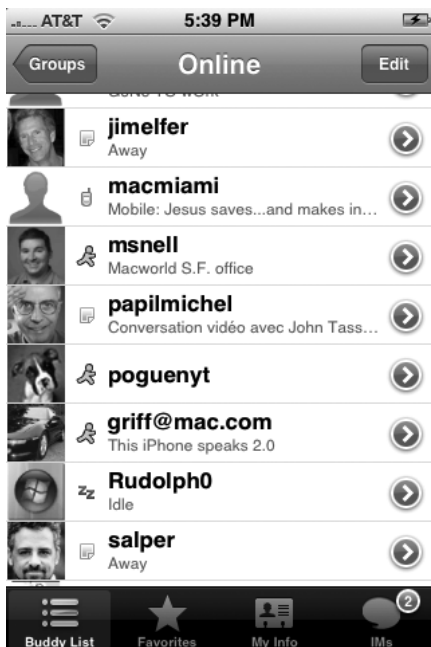 AT&T 5:39 PM
Groups Online Edit
jimelfer
Away
macmiami
Mobile: Jesus saves...and makes in...
msnell
Macworld S.F. office
papilmichel
Conversation vidéo avec John Tass...
poguenyt
griff@mac.com
This iPhone speaks 2.0
zz Rudolph0
Idle
salper
Away
2
Buddy List Favorites My Info IMs